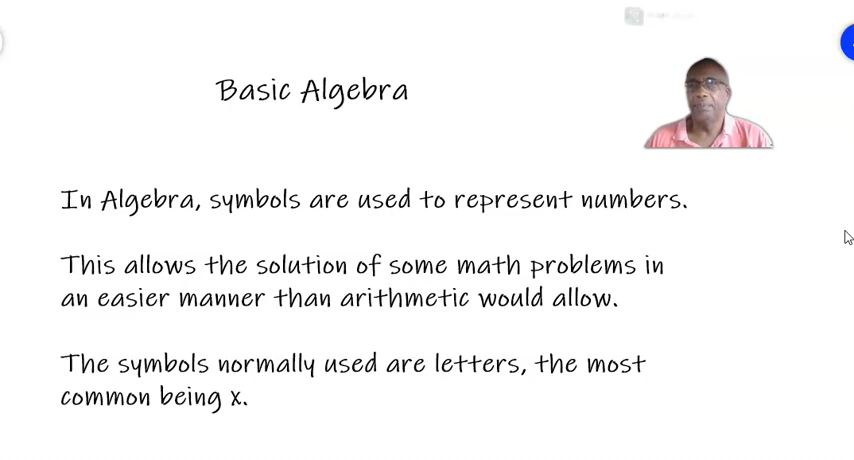 Basic Algebra
In Algebra, symbols are used to represent numbers.
This allows the solution of some math problems in
an easier manner than arithmetic would allow.
The symbols normally used are letters, the most
common being x.